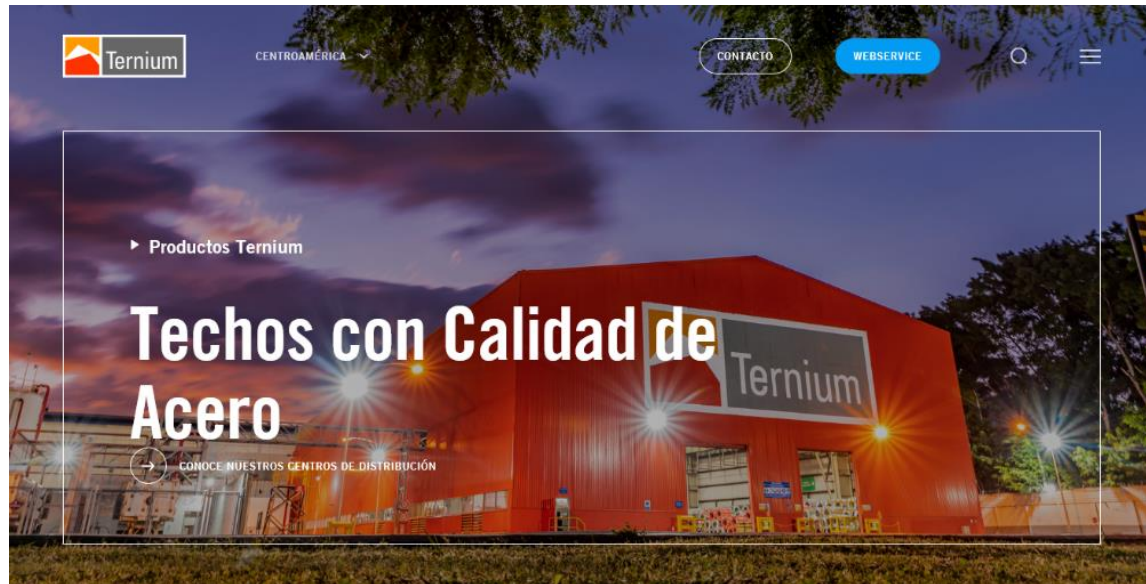 Ternium
CENTROAMÉRICA
CONTACTO
WEBSERVICE
Productos Ternium
Techos con Calidad de
Acero
Ternium
CONOCE NUESTROS CENTROS DE DISTRIBUCIÓN